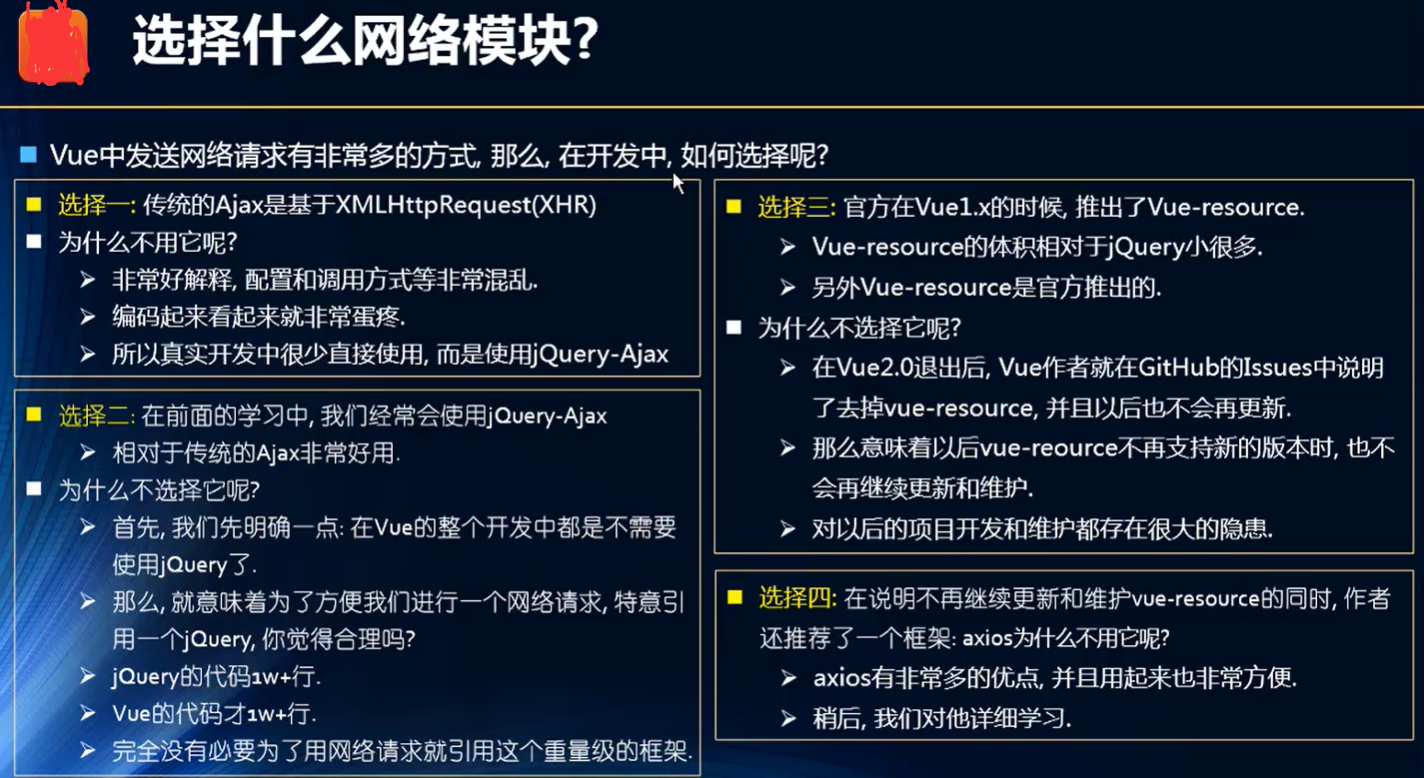 选择什么网络模块?
Vue中发送网络请求有非常多的方式, 那么, 在开发中, 如何选择呢?
选择一: 传统的Ajax是基于XMLHttpRequest(XHR)
为什么不用它呢?
非常好解释, 配置和调用方式等非常混乱.
编码起来看起来就非常蛋疼.
所以真实开发中很少直接使用, 而是使用jQuery-Ajax
选择二: 在前面的学习中, 我们经常会使用jQuery-Ajax
相对于传统的Ajax非常好用.
为什么不选择它呢?
首先, 我们先明确一点: 在Vue的整个开发中都是不需要
使用jQuery了.
那么, 就意味着为了方便我们进行一个网络请求, 特意引
用一个jQuery, 你觉得合理吗?
jQuery的代码1w+行.
Vue的代码才1w+行.
完全没有必要为了用网络请求就引用这个重量级的框架.
选择三: 官方在Vue1.x的时候, 推出了Vue-resource.
Vue-resource的体积相对于jQuery小很多.
另外Vue-resource是官方推出的.
为什么不选择它呢?
在Vue2.0退出后, Vue作者就在GitHub的Issues中说明
了去掉vue-resource, 并且以后也不会再更新.
那么意味着以后vue-reource不再支持新的版本时, 也不
会再继续更新和维护.
对以后的项目开发和维护都存在很大的隐患.
选择四: 在说明不再继续更新和维护vue-resource的同时, 作者
还推荐了一个框架: axios为什么不用它呢?
axios有非常多的优点, 并且用起来也非常方便.
稍后, 我们对他详细学习.